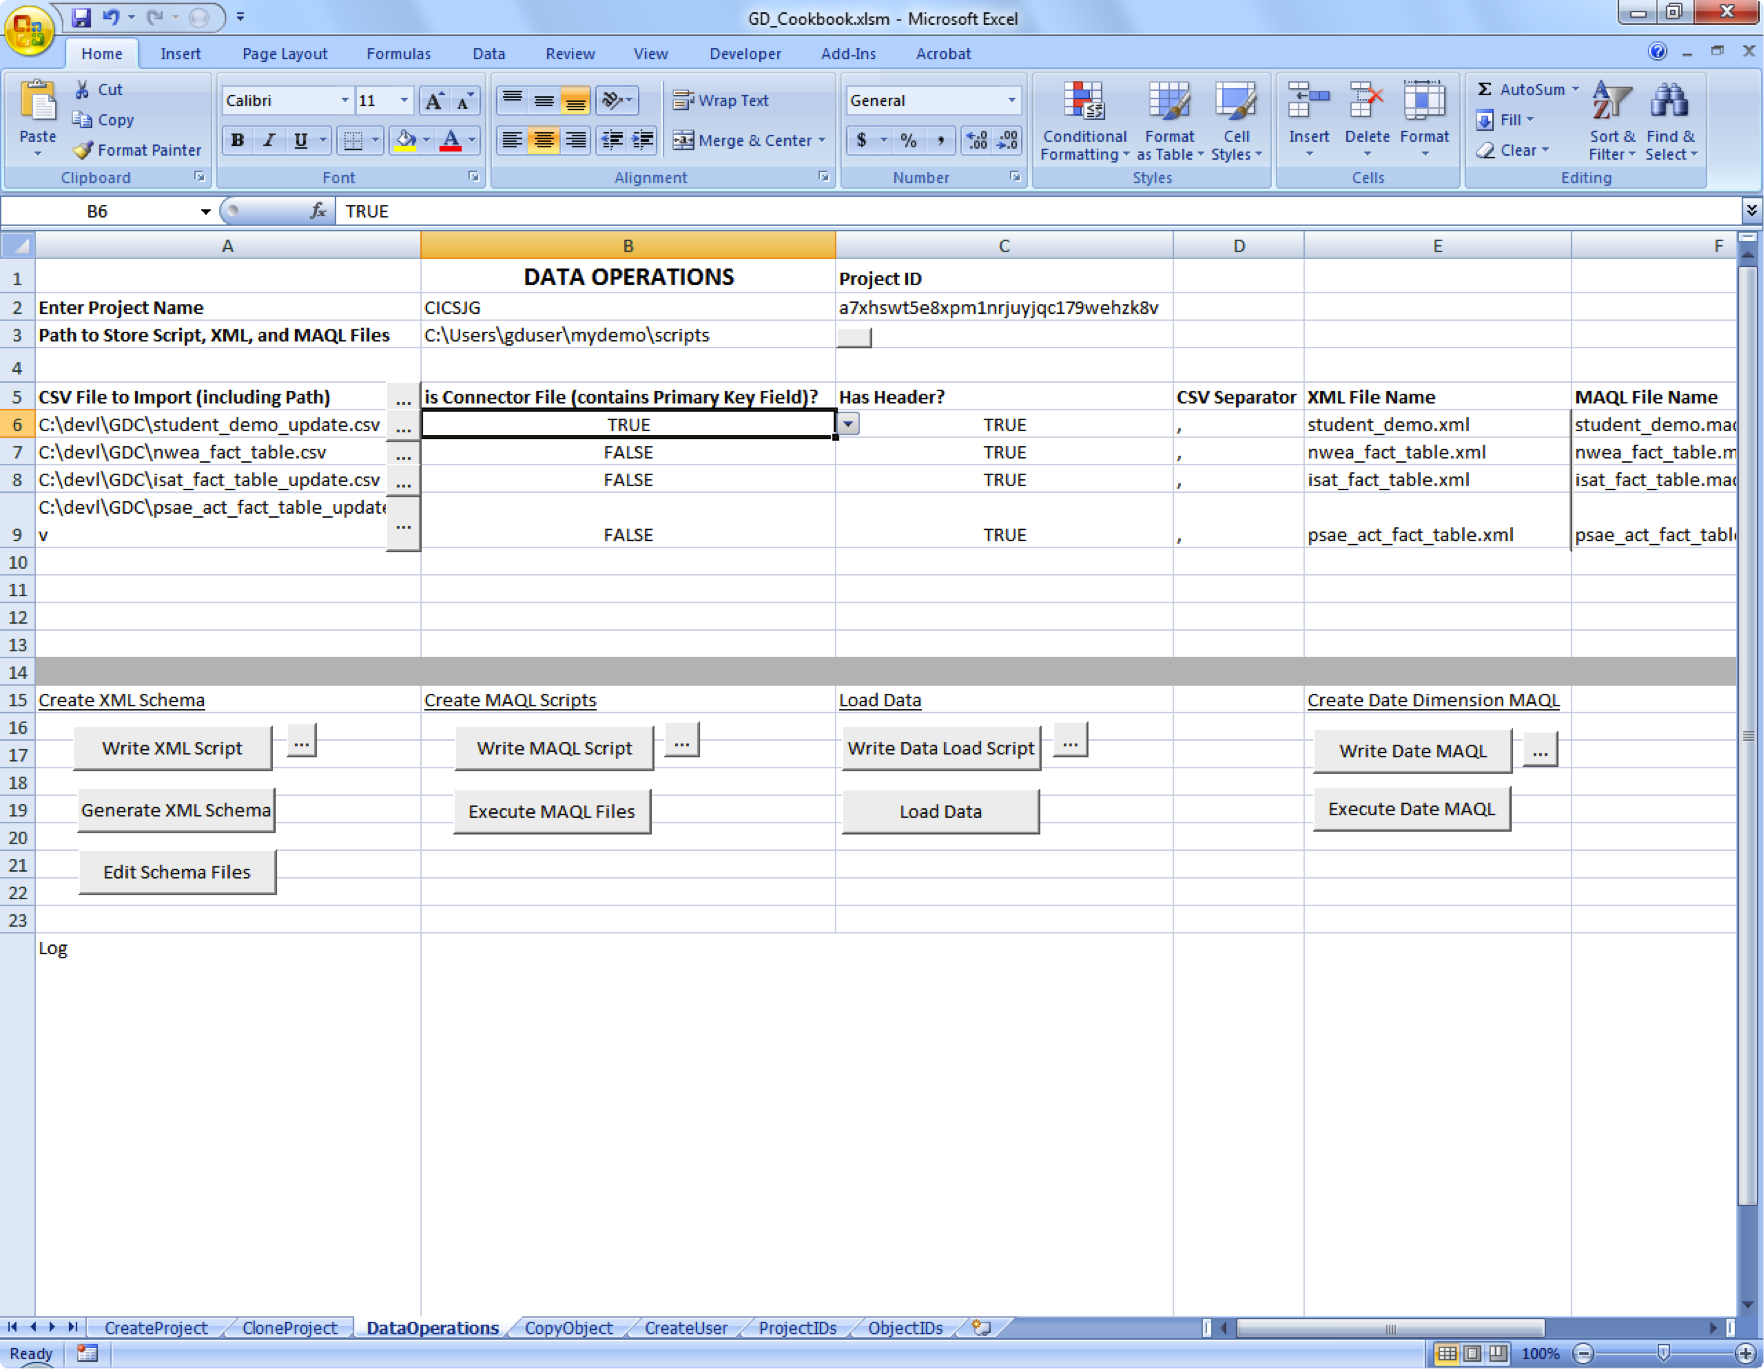 GD_Cookbook.xlsm - Microsoft Excel
Home Insert Page Layout Formulas Data Review View Developer Add-Ins Acrobat
Paste
Cut
Copy
Format Painter
Clipboard
Calibri 11
B I U A
Font
Wrap Text
Merge & Center
Alignment
General
$ % ,
Number
Conditional Formatting
Format as Table
Cell Styles
Styles
Insert Delete Format
Cells
Σ AutoSum
Fill
Clear
Sort & Filter
Find & Select
Editing
B6 fx TRUE
A B C D E F
1 DATA OPERATIONS Project ID
2 Enter Project Name CICSJG a7xhswt5e8xpm1nrjuyjqc179wehzk8v
3 Path to Store Script, XML, and MAQL Files C:\Users\gduser\mydemo\scripts
4
5 CSV File to Import (including Path) ... is Connector File (contains Primary Key Field)? Has Header? CSV Separator XML File Name MAQL File Name
6 C:\devl\GDC\student_demo_update.csv ... TRUE TRUE , student_demo.xml student_demo.maq
7 C:\devl\GDC\nwea_fact_table.csv ... FALSE TRUE , nwea_fact_table.xml nwea_fact_table.m
8 C:\devl\GDC\isat_fact_table_update.csv ... FALSE TRUE , isat_fact_table.xml isat_fact_table.maq
C:\devl\GDC\psae_act_fact_table_update
9 v ... FALSE TRUE , psae_act_fact_table.xml psae_act_fact_tabl
10
11
12
13
14
15 Create XML Schema Create MAQL Scripts Load Data Create Date Dimension MAQL
16
17 Write XML Script ... Write MAQL Script ... Write Data Load Script ... Write Date MAQL ...
18
19 Generate XML Schema Execute MAQL Files Load Data Execute Date MAQL
20
21 Edit Schema Files
22
23
Log
CreateProject CloneProject DataOperations CopyObject CreateUser ProjectIDs ObjectIDs
Ready 100%